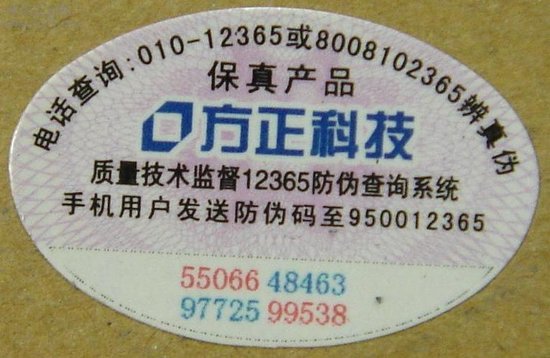 电话查询:010-12365或8008102365辨真伪
保真产品
方正科技
质量技术监督12365防伪查询系统
手机用户发送防伪码至950012365
55066 48463
97725 99538